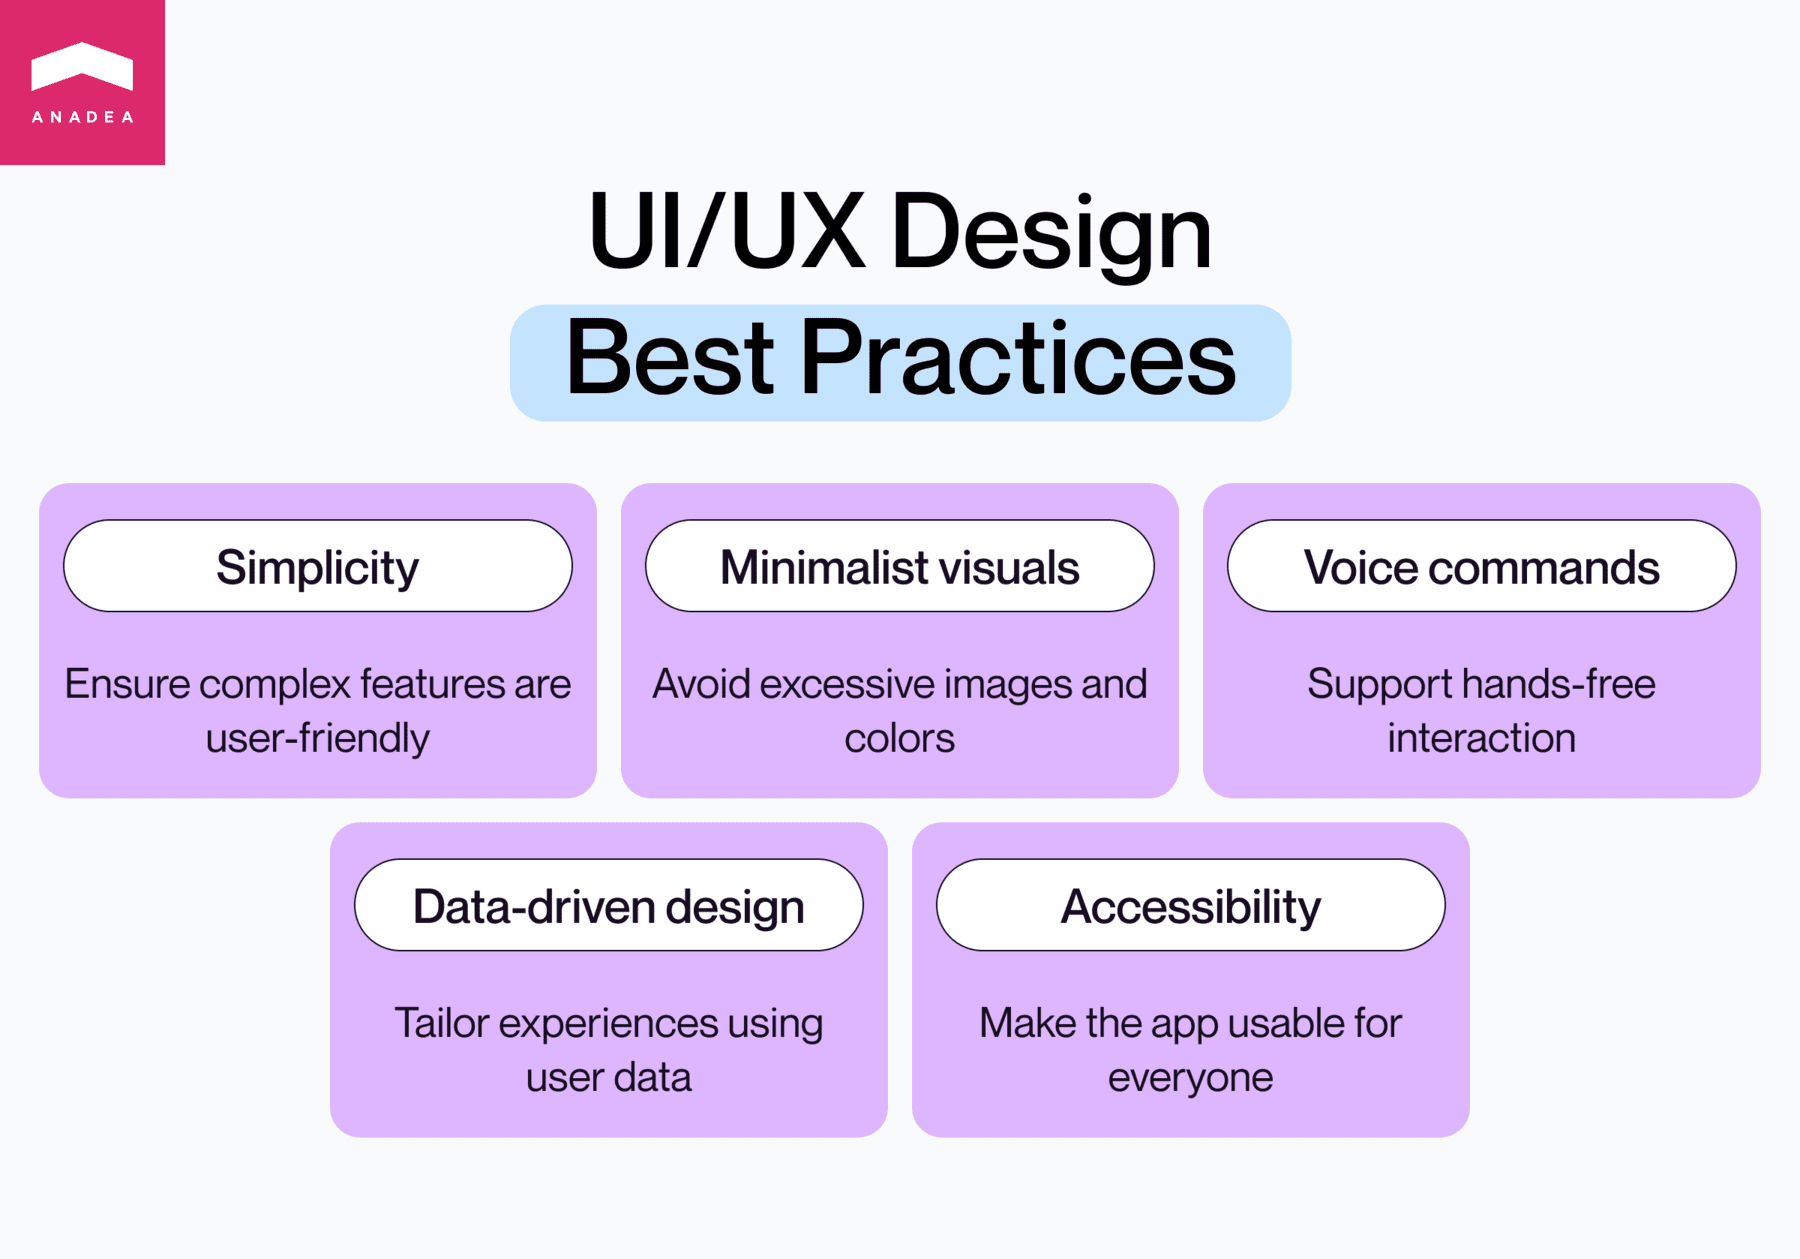 ANADEA
UI/UX Design
Best Practices
Simplicity
Ensure complex features are
user-friendly
Minimalist visuals
Avoid excessive images and
colors
Voice commands
Support hands-free
interaction
Data-driven design
Tailor experiences using
user data
Accessibility
Make the app usable for
everyone